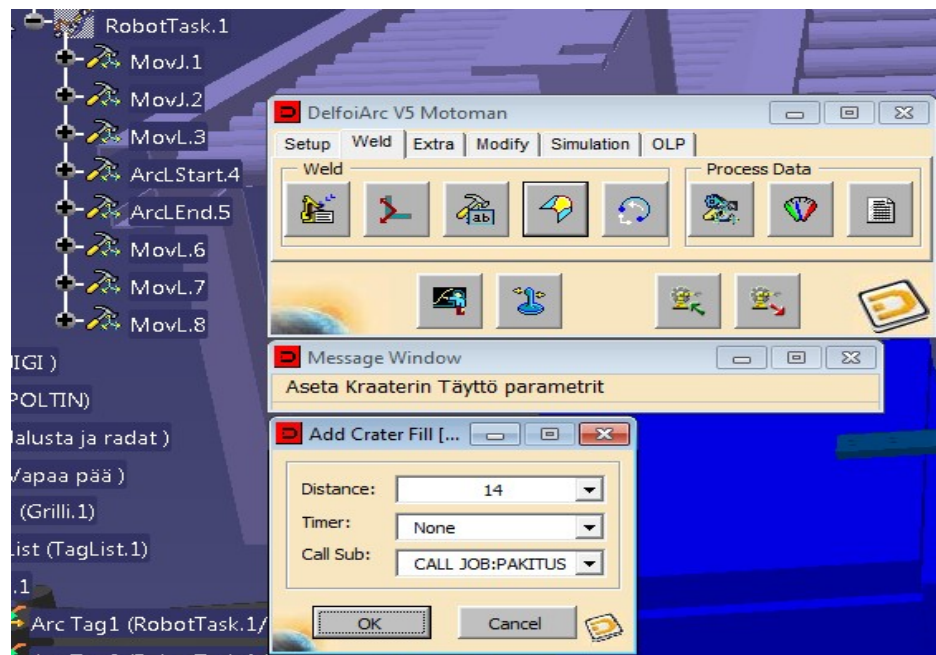 RobotTask.1
MovJ.1
MovJ.2
MovL.3
ArcLStart.4
ArcLEnd.5
MovL.6
MovL.7
MovL.8
IGI )
POLTIN)
alusta ja radat )
Vapaa pää )
(Grilli.1)
ist (TagList.1)
.1
Arc Tag1 (RobotTask.1/
DelfoiArc V5 Motoman
Setup Weld Extra Modify Simulation OLP
Weld Process Data
ab
Message Window
Aseta Kraaterin Täyttö parametrit
Add Crater Fill [...
Distance: 14
Timer: None
Call Sub: CALL JOB:PAKITUS
OK Cancel